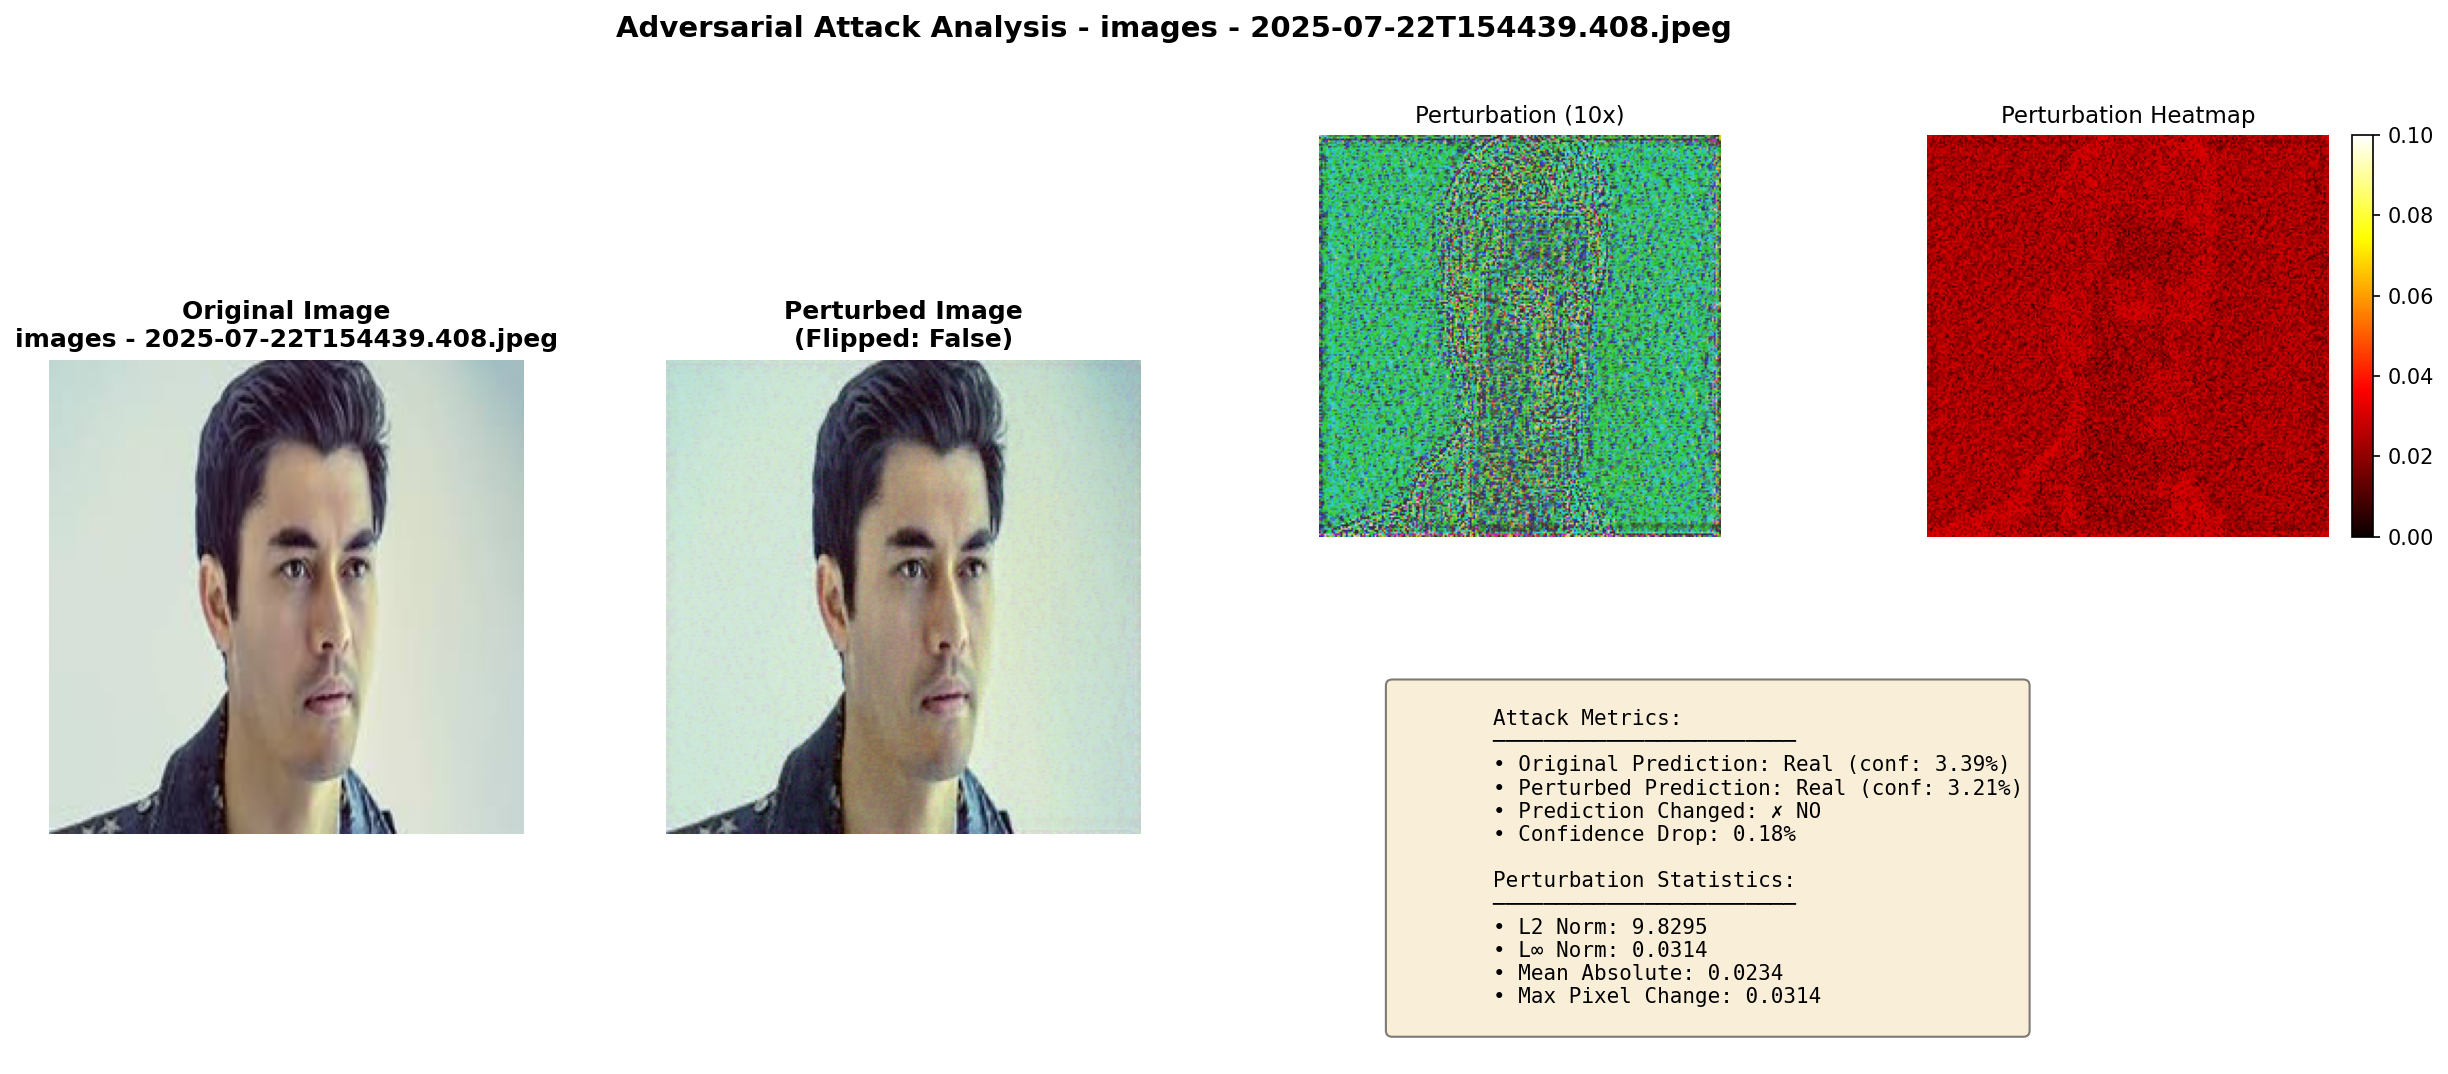 Adversarial Attack Analysis - images - 2025-07-22T154439.408.jpeg
Original Image
images - 2025-07-22T154439.408.jpeg
Perturbed Image
(Flipped: False)
Perturbation (10x)
Perturbation Heatmap
0.10
0.08
0.06
0.04
0.02
0.00
Attack Metrics:
• Original Prediction: Real (conf: 3.39%)
• Perturbed Prediction: Real (conf: 3.21%)
• Prediction Changed: ✗ NO
• Confidence Drop: 0.18%
Perturbation Statistics:
• L2 Norm: 9.8295
• L∞ Norm: 0.0314
• Mean Absolute: 0.0234
• Max Pixel Change: 0.0314